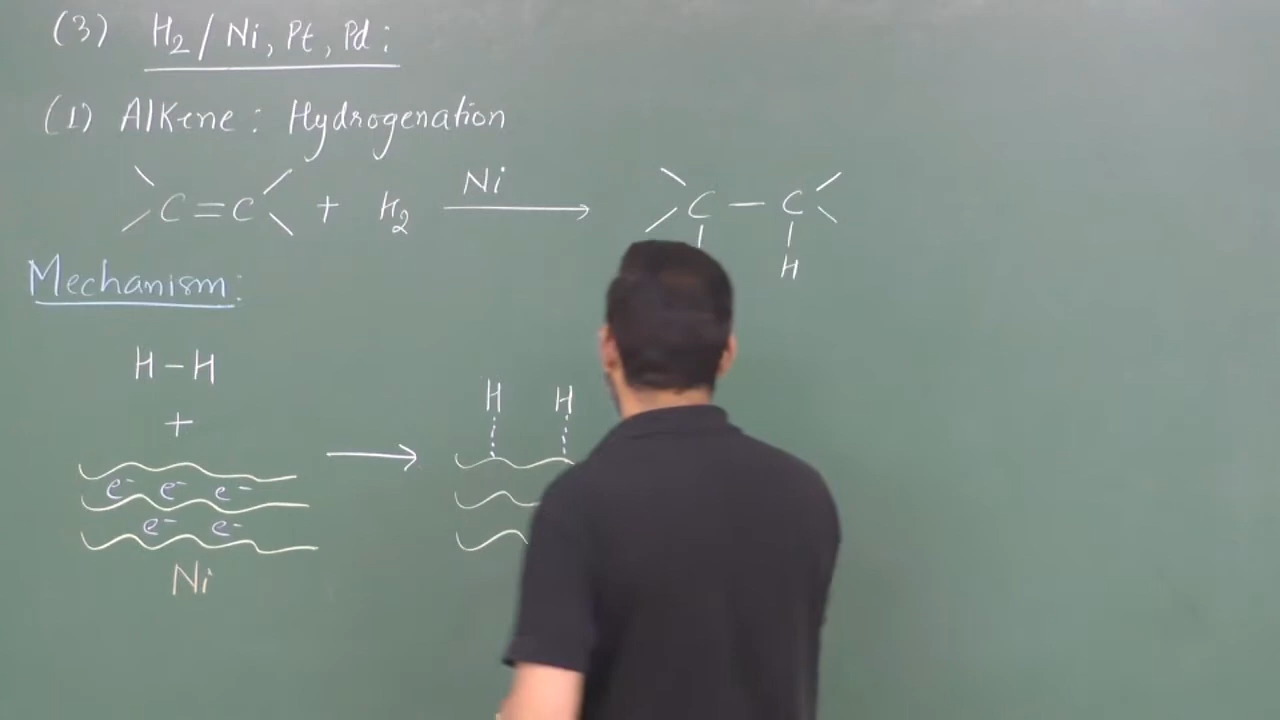 (3) H₂/Ni, Pt, Pd:
(1) Alkene: Hydrogenation
C=C + H₂ Ni → C — C
H
Mechanism:
H-H
+
→
H H
e⁻ e⁻ e⁻
e⁻ e⁻
Ni